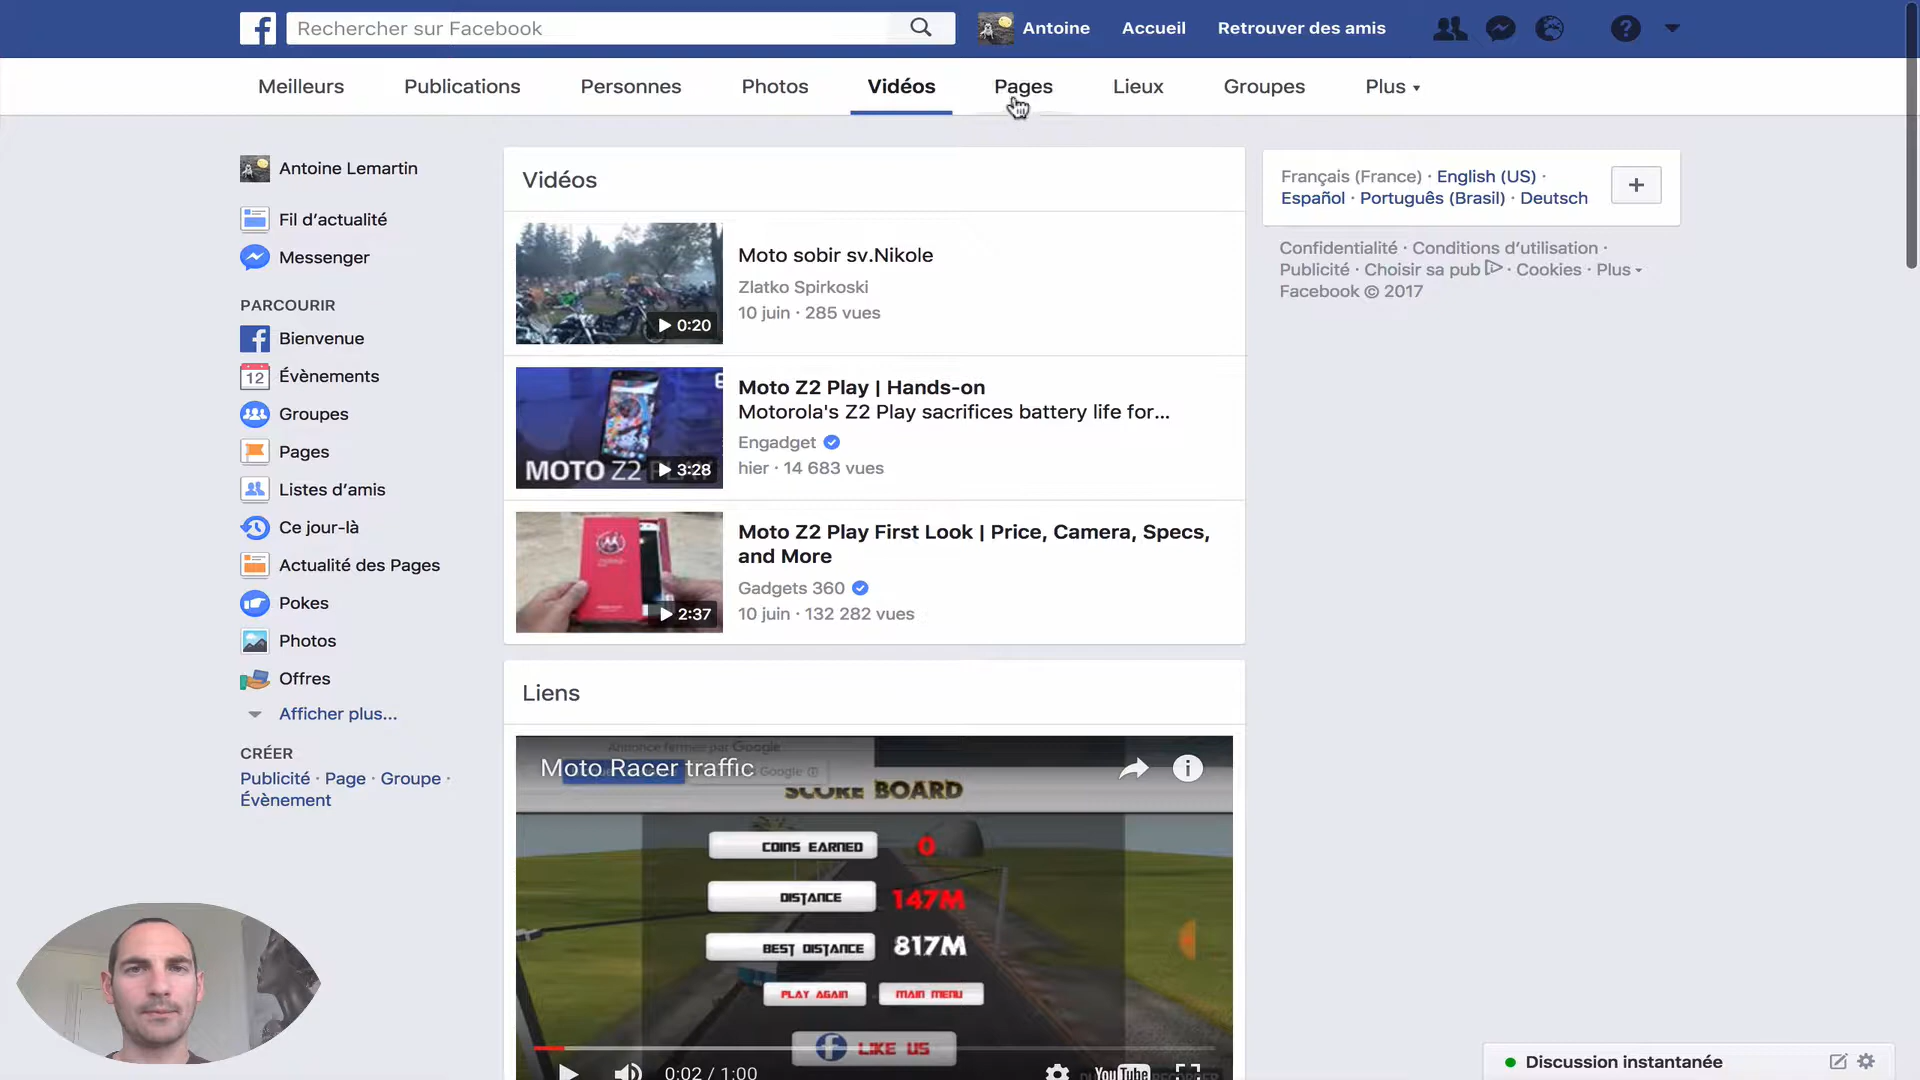 Rechercher sur Facebook
Antoine
Accueil
Retrouver des amis
Meilleurs
Publications
Personnes
Photos
Vidéos
Pages
Lieux
Groupes
Plus
Antoine Lemartin
Fil d'actualité
Messenger
PARCOURIR
Bienvenue
12
Évènements
Groupes
Pages
Listes d'amis
Ce jour-là
Actualité des Pages
Pokes
Photos
Offres
Afficher plus...
CRÉER
Publicité · Page · Groupe ·
Évènement
Vidéos
0:20
Moto sobir sv.Nikole
Zlatko Spirkoski
10 juin · 285 vues
MOTO Z2 PLAY
3:28
Moto Z2 Play | Hands-on
Motorola's Z2 Play sacrifices battery life for...
Engadget
hier · 14 683 vues
2:37
Moto Z2 Play First Look | Price, Camera, Specs,
and More
Gadgets 360
10 juin · 132 282 vues
Liens
Annonce fermée par Google
Moto Racer traffic
Google
SCORE BOARD
COINS EARNED 0
DISTANCE 147M
BEST DISTANCE 817M
PLAY AGAIN
MAIN MENU
LIKE US
0:02 / 1:00
YouTube
Français (France) · English (US) ·
Español · Português (Brasil) · Deutsch
+
Confidentialité · Conditions d'utilisation ·
Publicité · Choisir sa pub · Cookies · Plus
Facebook © 2017
Discussion instantanée